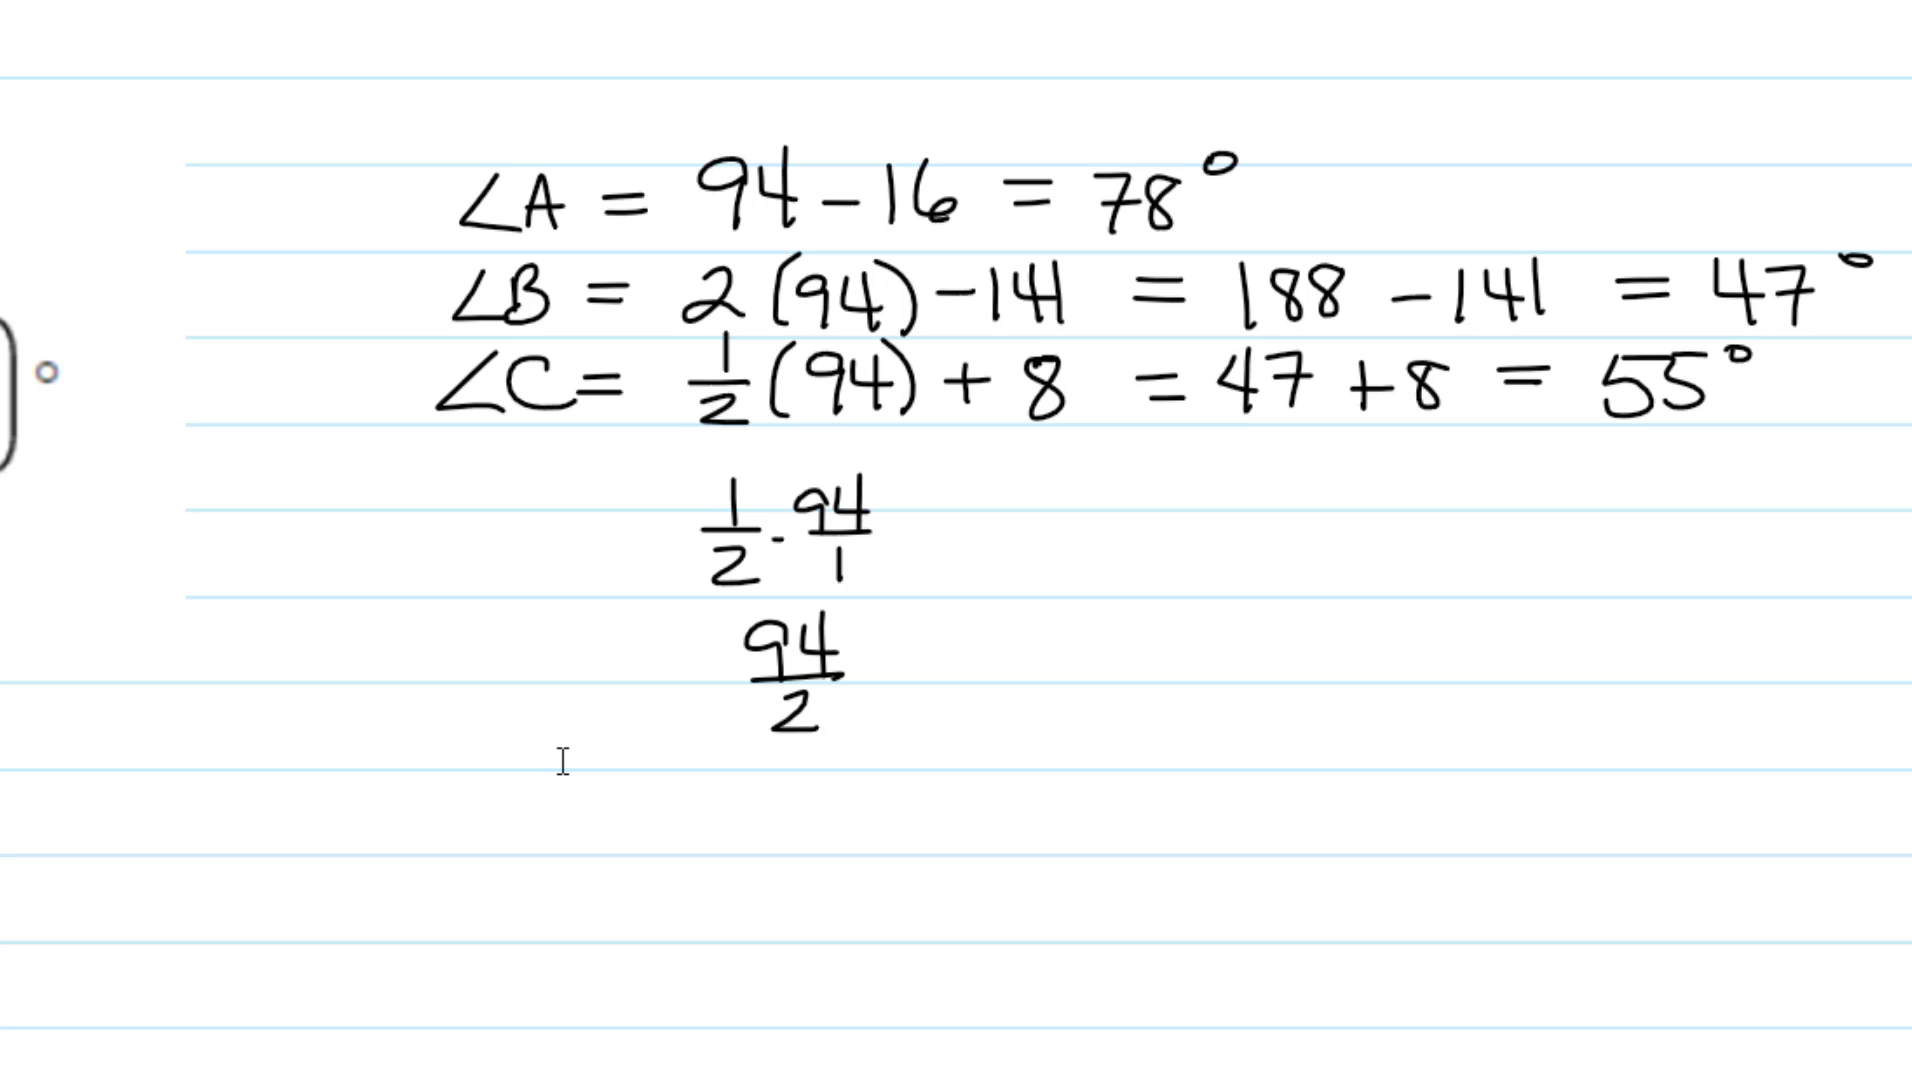 ∠A = 94 - 16 = 78°
∠B = 2(94) - 141 = 188 - 141 = 47°
)°
∠C = 1/2(94) + 8 = 47 + 8 = 55°
1/2 · 94/1
94/2